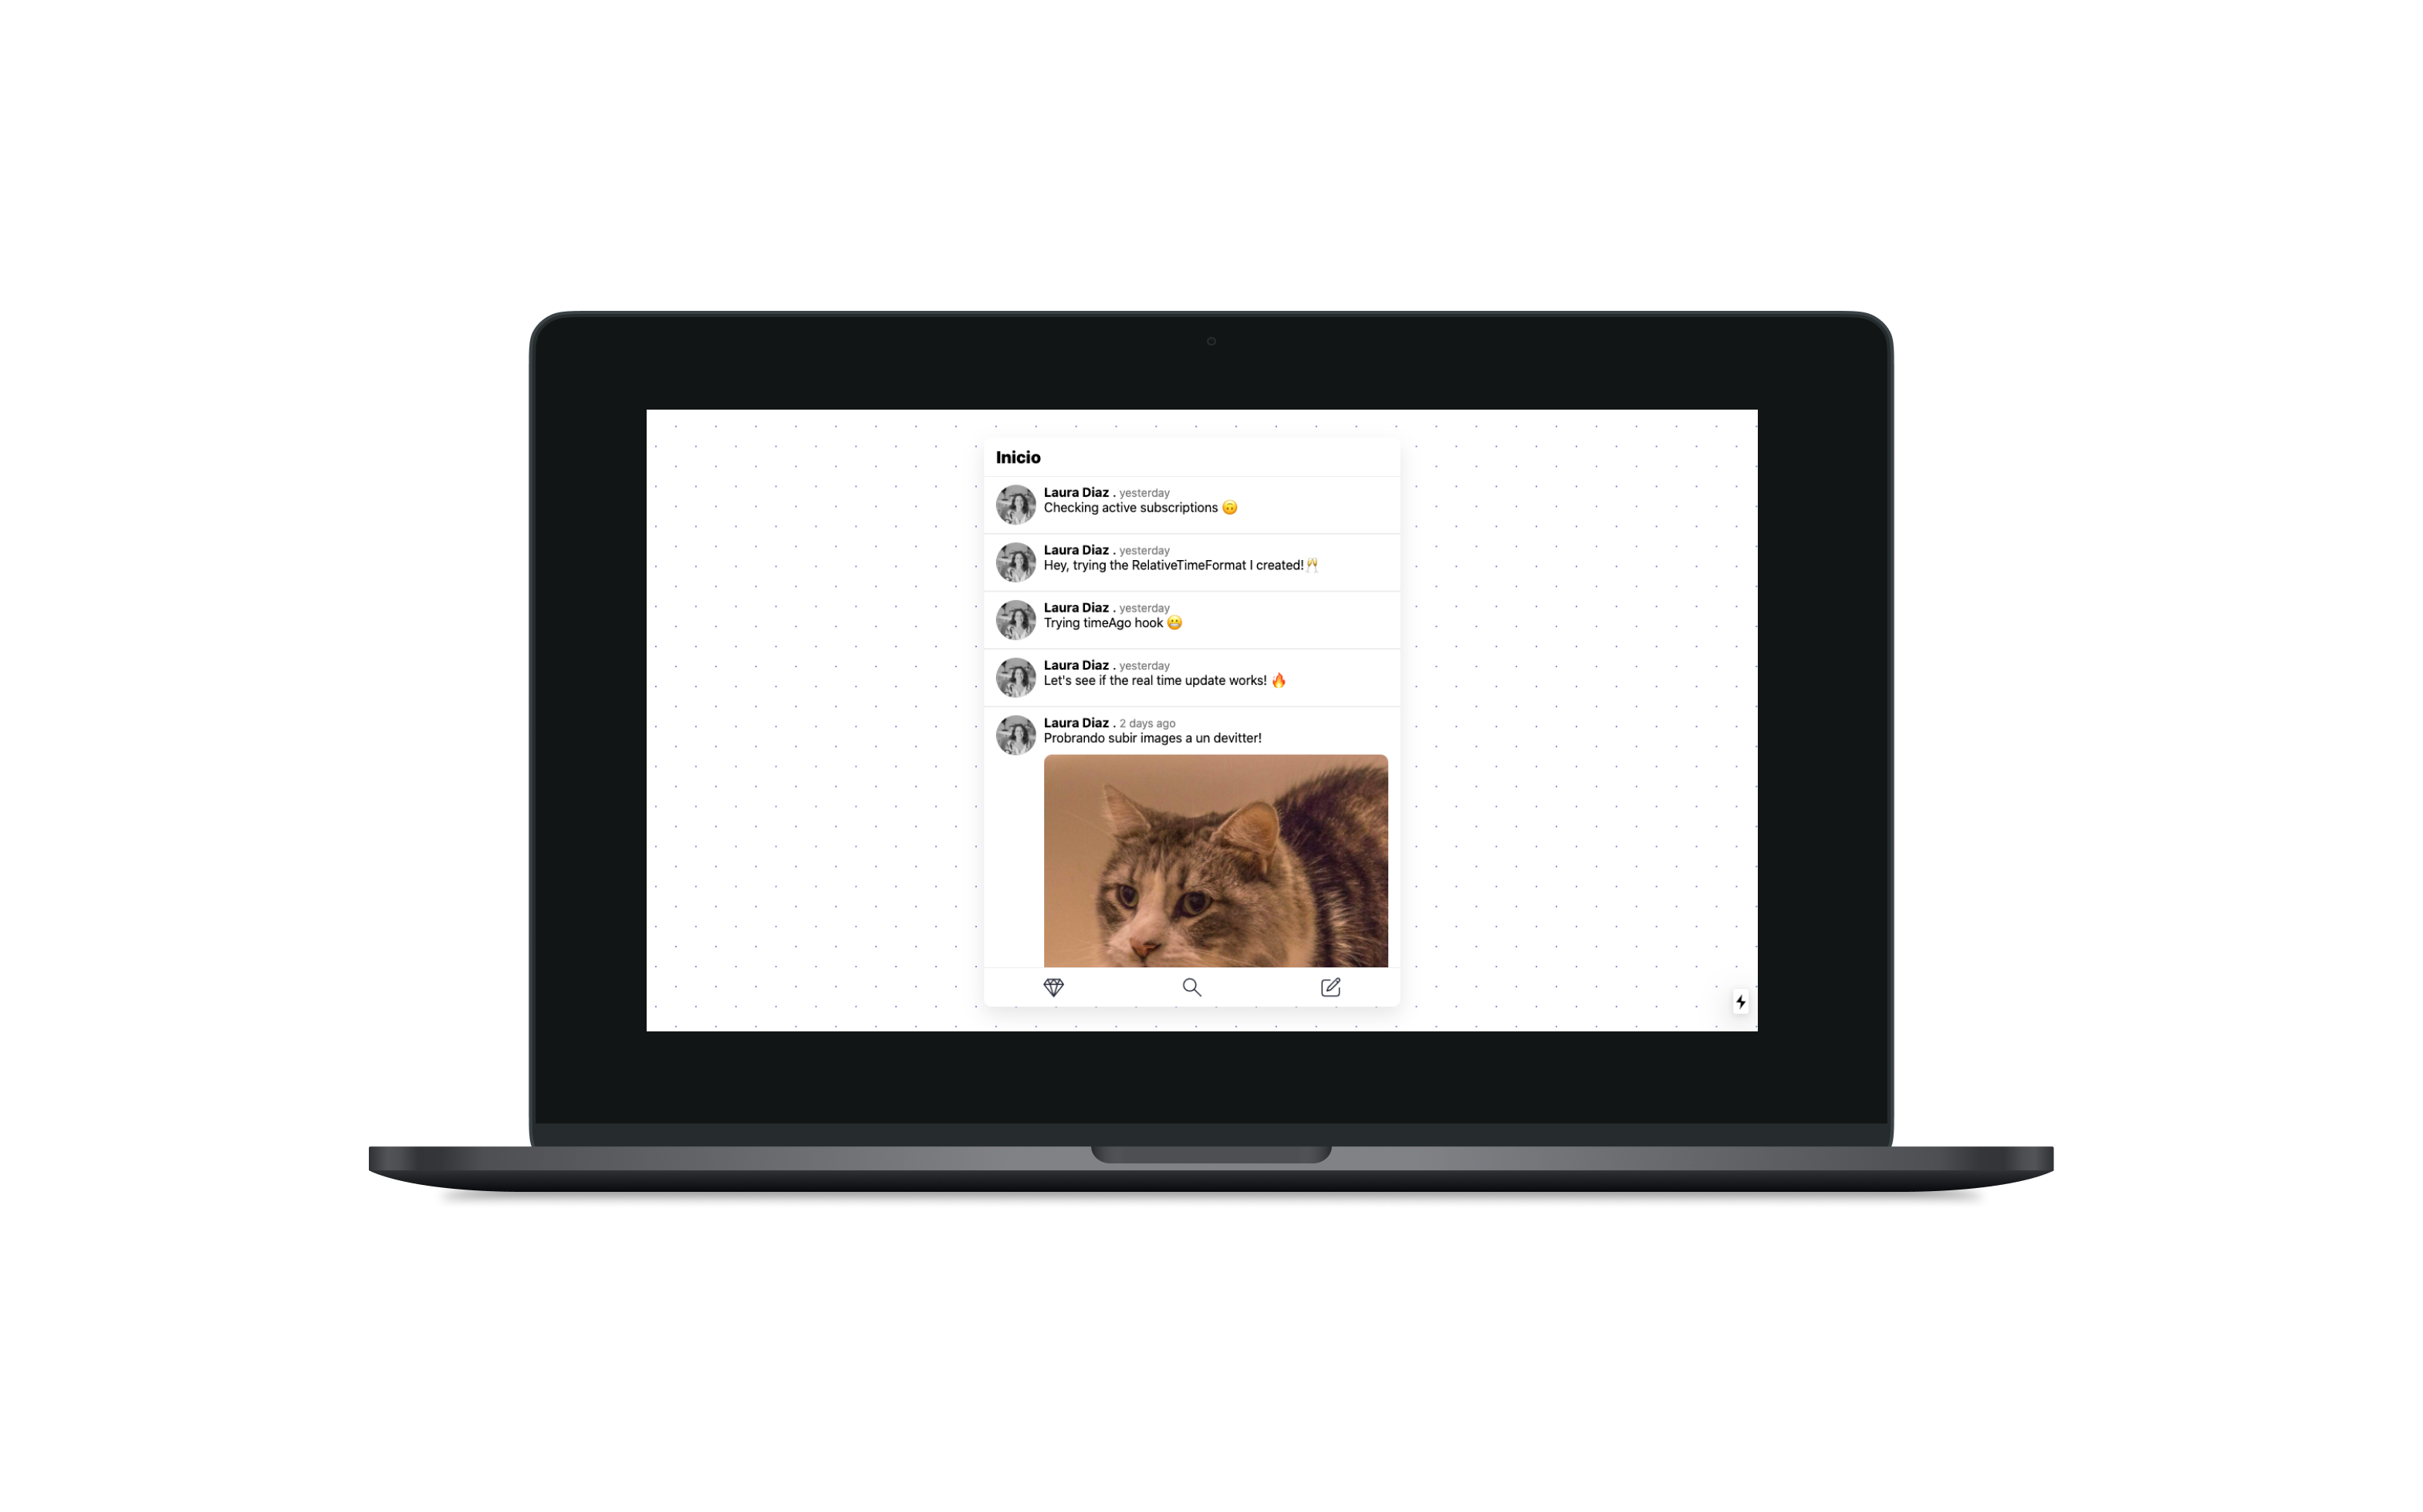 Inicio
Laura Diaz . yesterday
Checking active subscriptions 🙃
Laura Diaz . yesterday
Hey, trying the RelativeTimeFormat I created!🥂
Laura Diaz . yesterday
Trying timeAgo hook 😬
Laura Diaz . yesterday
Let's see if the real time update works! 🔥
Laura Diaz . 2 days ago
Probrando subir images a un devitter!